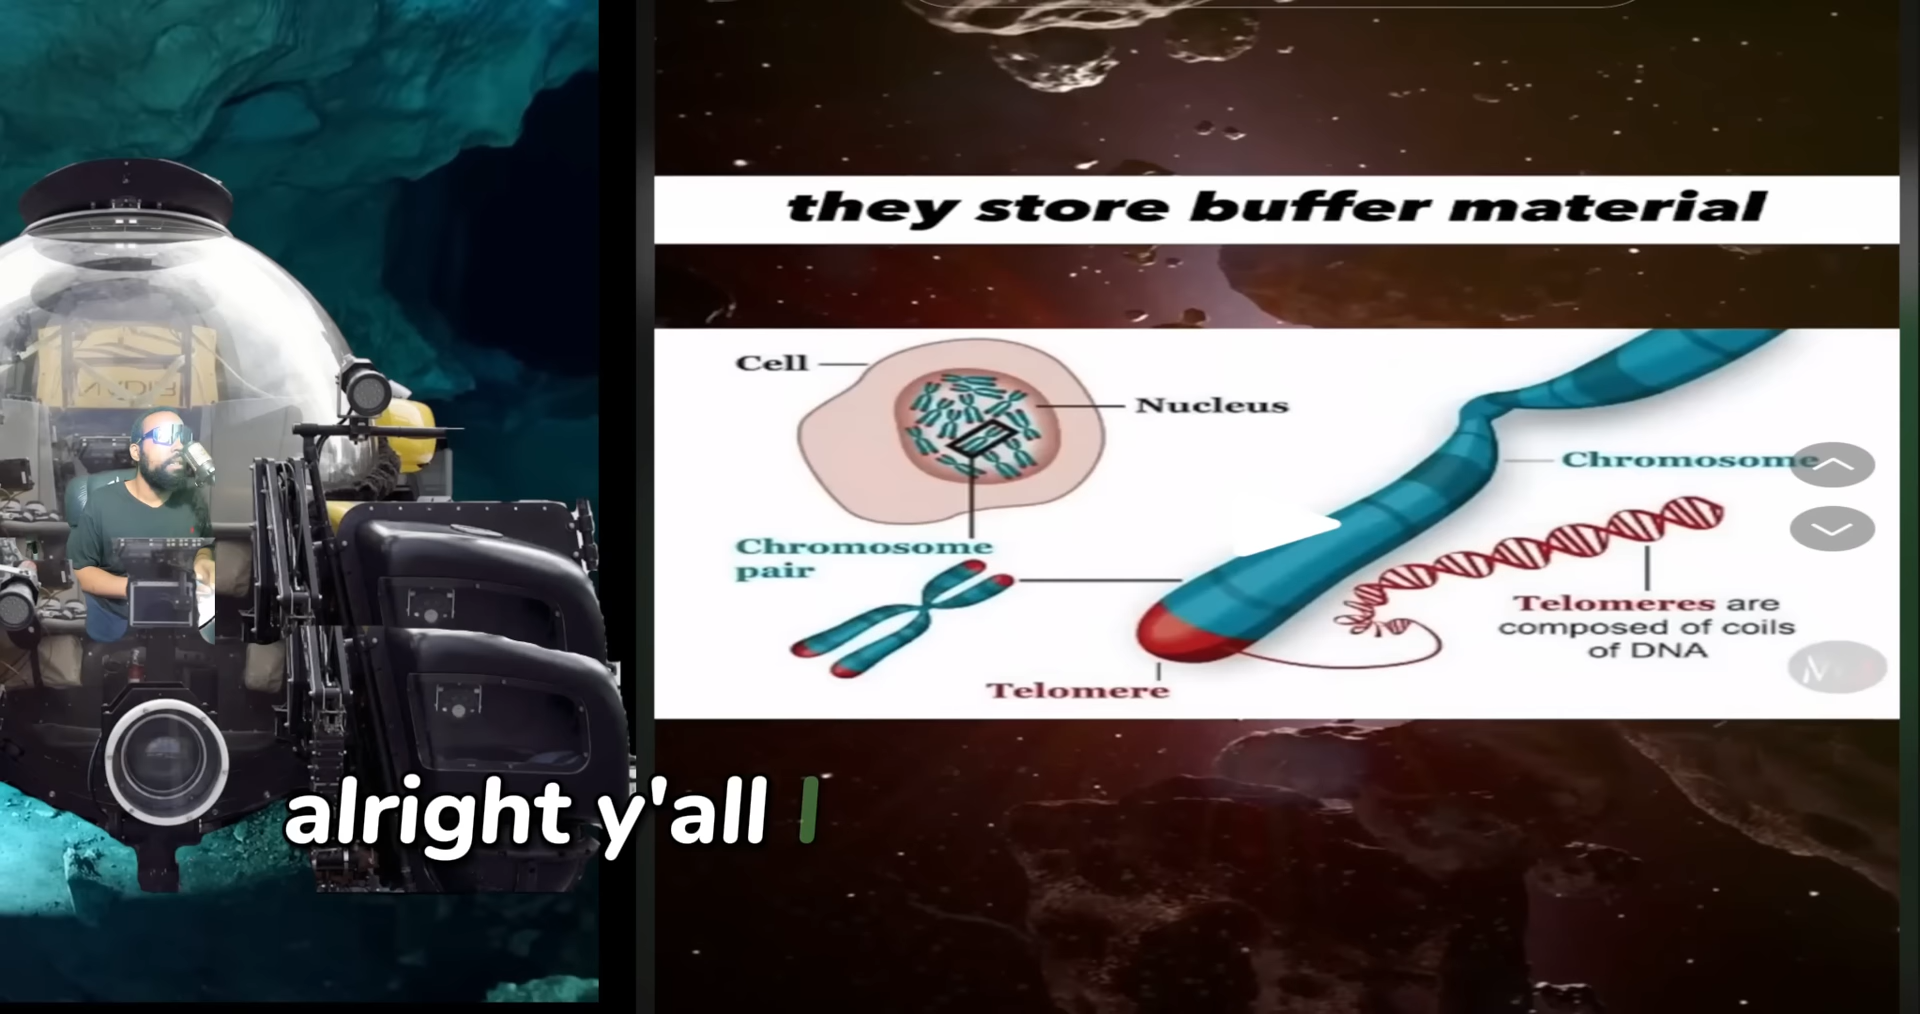 they store buffer material
Cell
Nucleus
Chromosome
Chromosome
pair
Telomeres are
composed of coils
of DNA
Telomere
alright y'all I